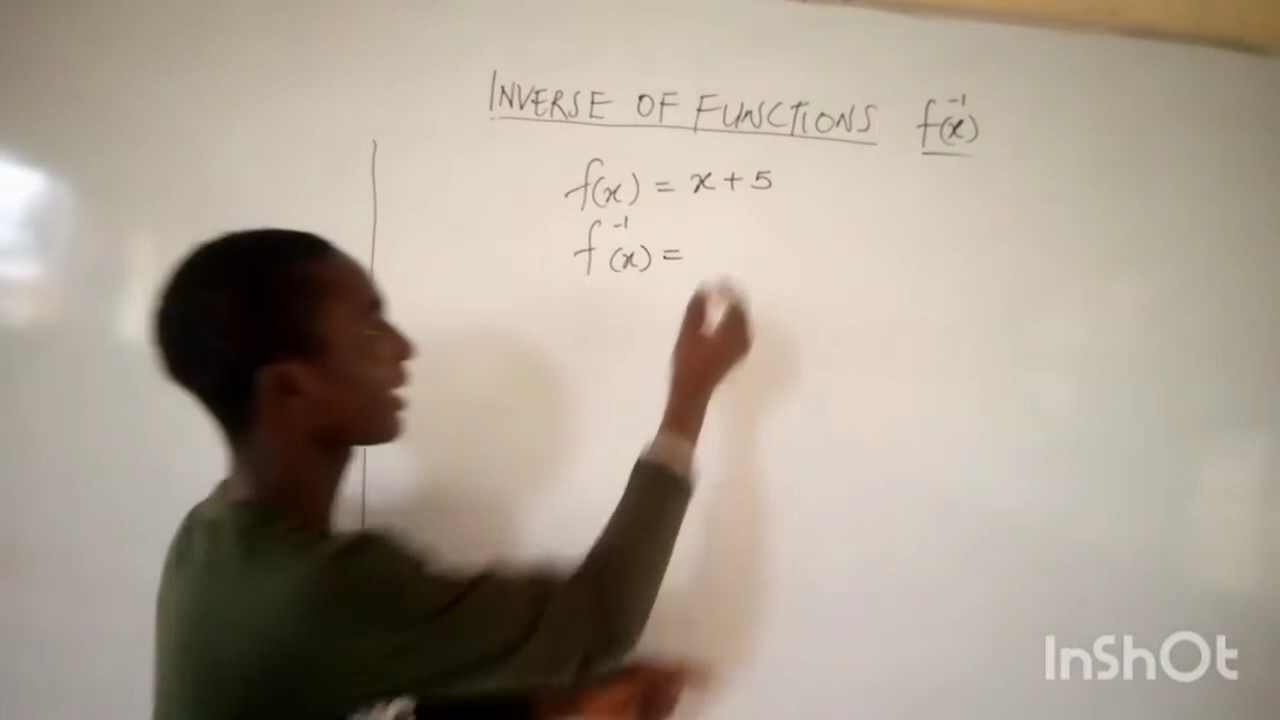 INVERSE OF FUNCTIONS f⁻¹(x)
f(x) = x + 5
f⁻¹(x) =
InShOt